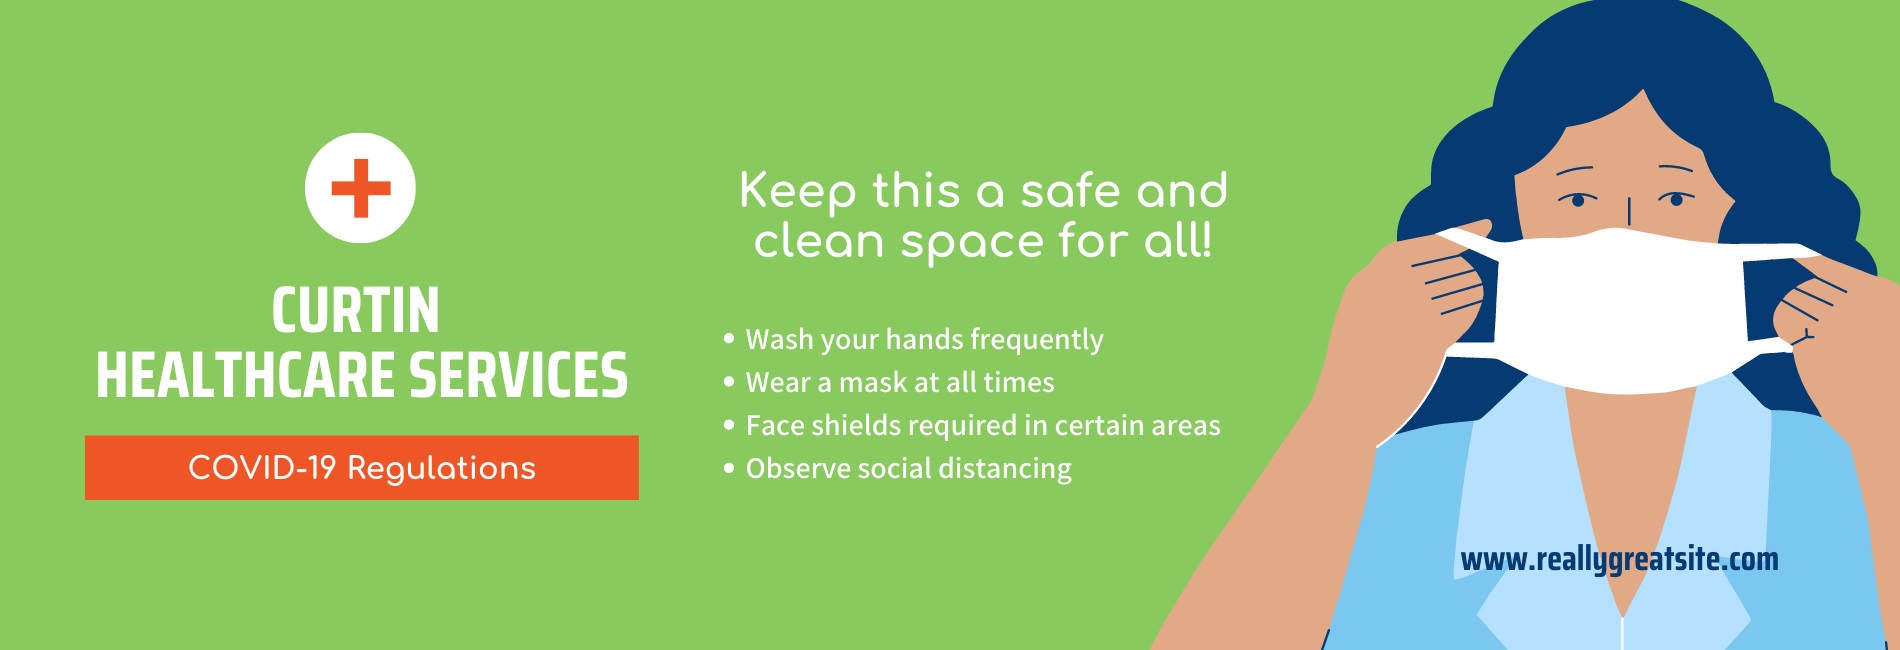 CURTIN
HEALTHCARE SERVICES
COVID-19 Regulations
Keep this a safe and
clean space for all!
• Wash your hands frequently
• Wear a mask at all times
• Face shields required in certain areas
• Observe social distancing
www.reallygreatsite.com